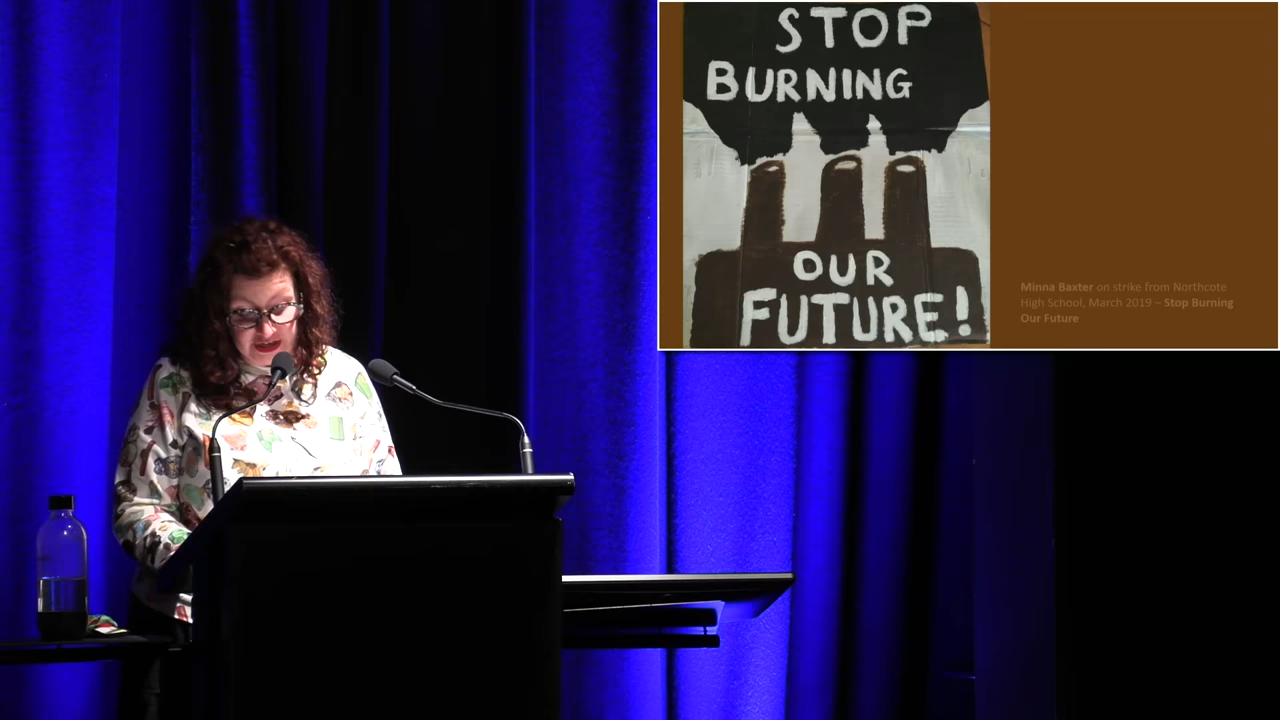 STOP
BURNING
OUR
FUTURE!
Minna Baxter on strike from Northcote
High School, March 2019 – Stop Burning
Our Future